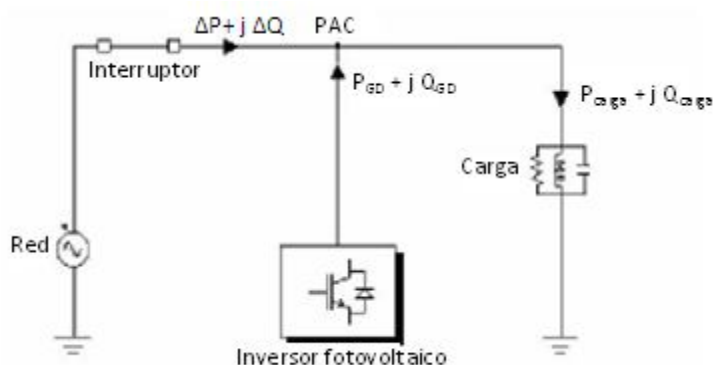 ΔP+ j ΔQ
PAC
Interruptor
P_GD + j Q_GD
P_carga + j Q_carga
Carga
Red
Inversor fotovoltaico